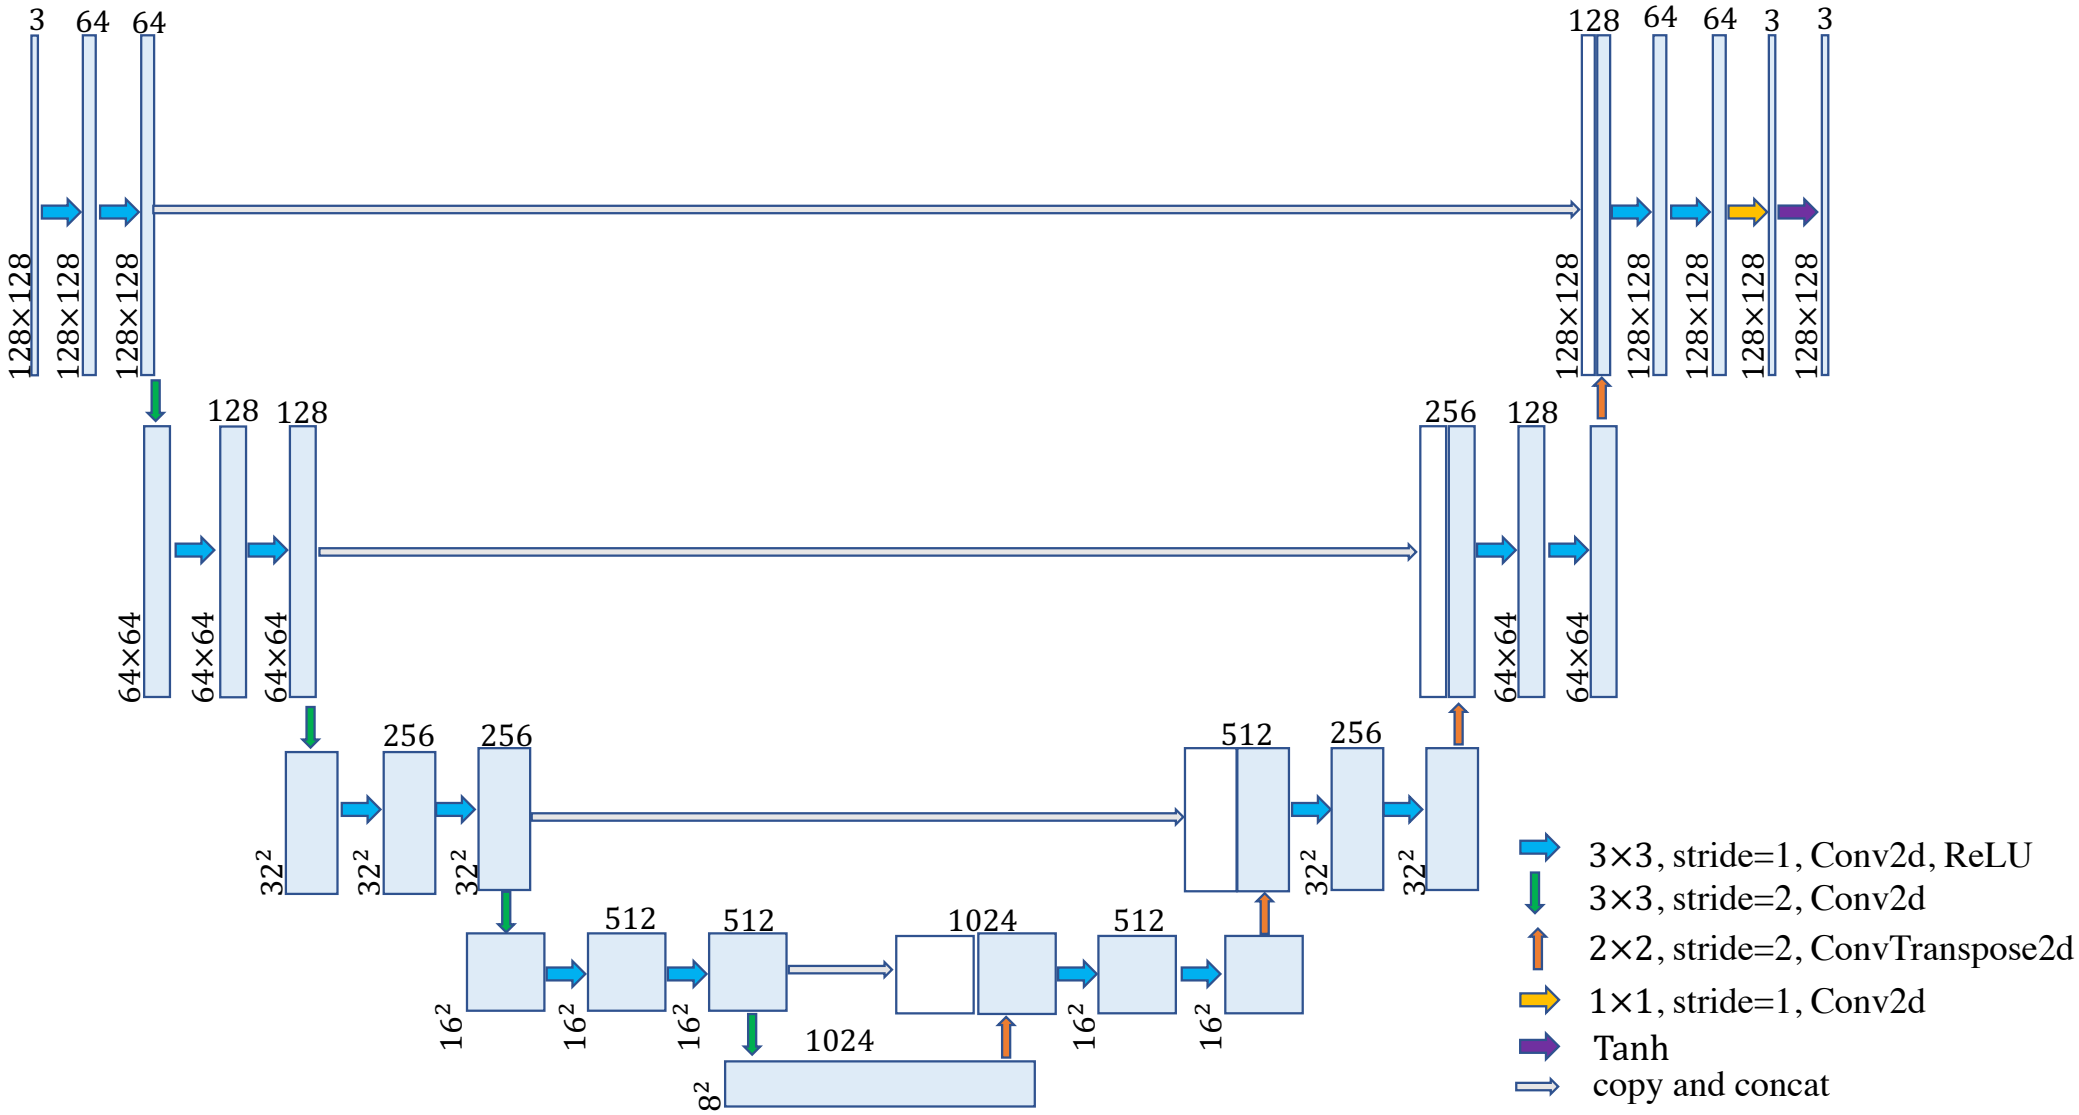 3 64 64 128 64 64 3 3
128×128 128×128 128×128 128×128 128×128 128×128 128×128 128×128
128 128 256 128
64×64 64×64 64×64 64×64 64×64
256 256 512 256
32² 32² 32² 32² 32²
512 512 1024 512
16² 16² 16² 16² 16²
1024
8²
3×3, stride=1, Conv2d, ReLU
3×3, stride=2, Conv2d
2×2, stride=2, ConvTranspose2d
1×1, stride=1, Conv2d
Tanh
copy and concat